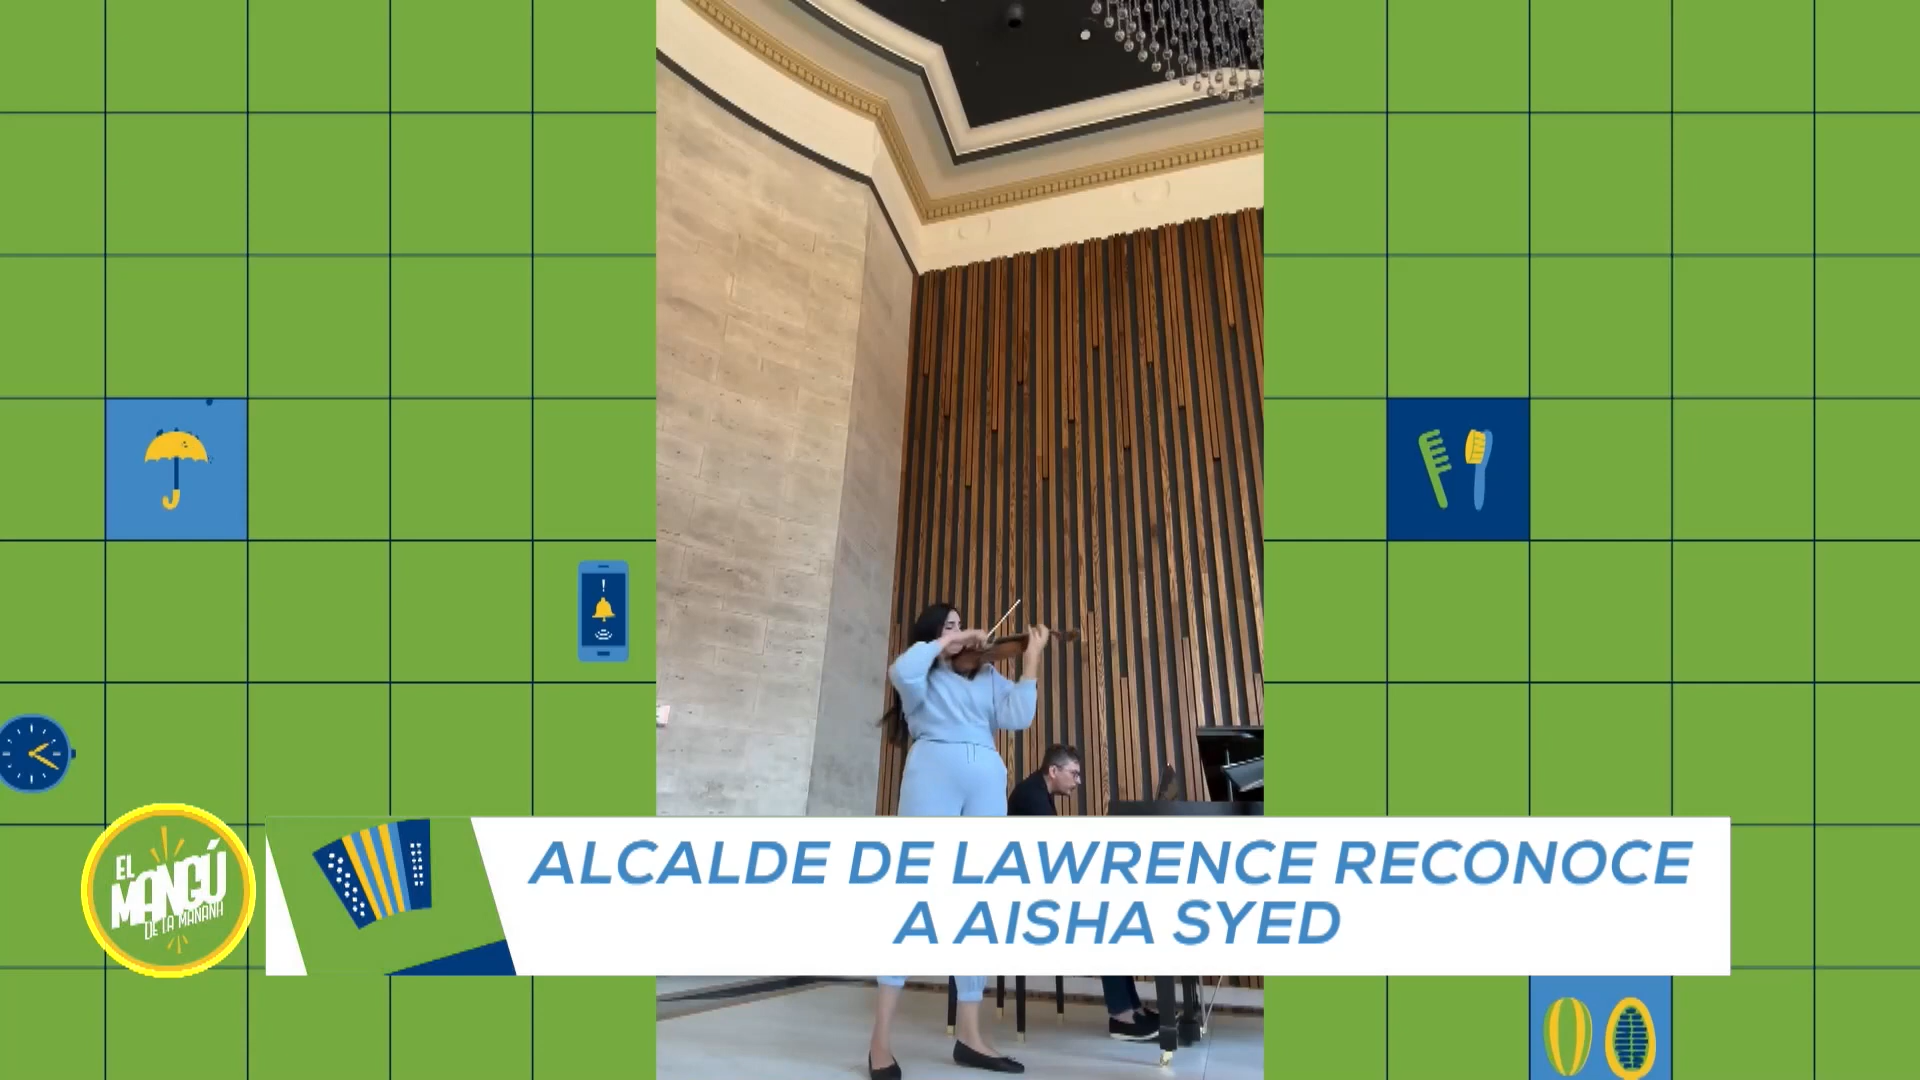 ALCALDE DE LAWRENCE RECONOCE
A AISHA SYED
EL
MANGÚ
DE LA MAÑANA